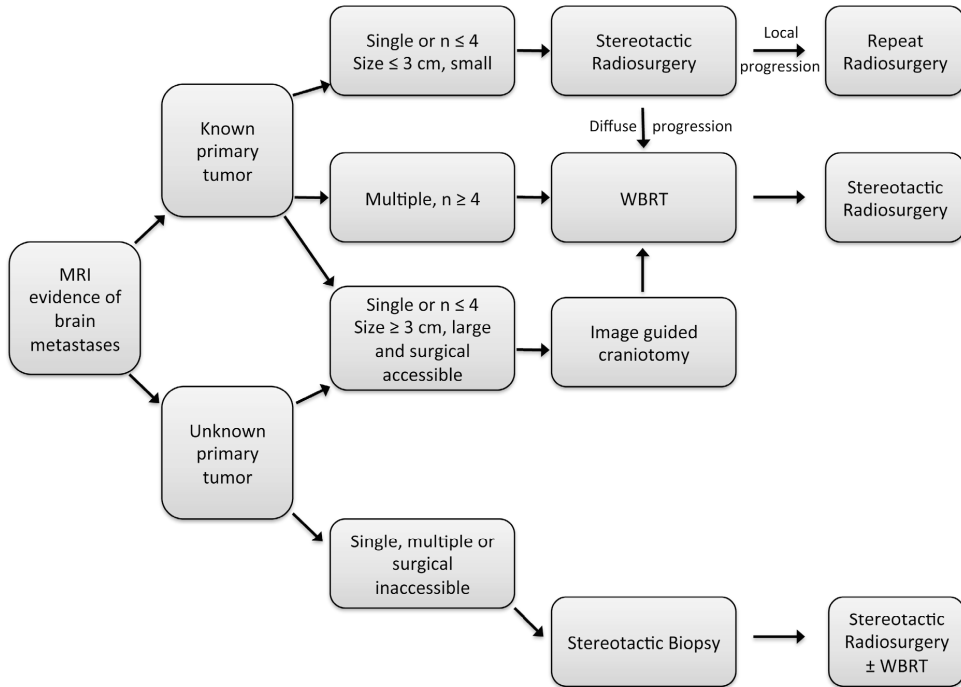 Single or n ≤ 4
Size ≤ 3 cm, small
Stereotactic
Radiosurgery
Local
progression
Repeat
Radiosurgery
Known
primary
tumor
Diffuse progression
Multiple, n ≥ 4
WBRT
Stereotactic
Radiosurgery
MRI
evidence of
brain
metastases
Single or n ≤ 4
Size ≥ 3 cm, large
and surgical
accessible
Image guided
craniotomy
Unknown
primary
tumor
Single, multiple or
surgical
inaccessible
Stereotactic Biopsy
Stereotactic
Radiosurgery
± WBRT